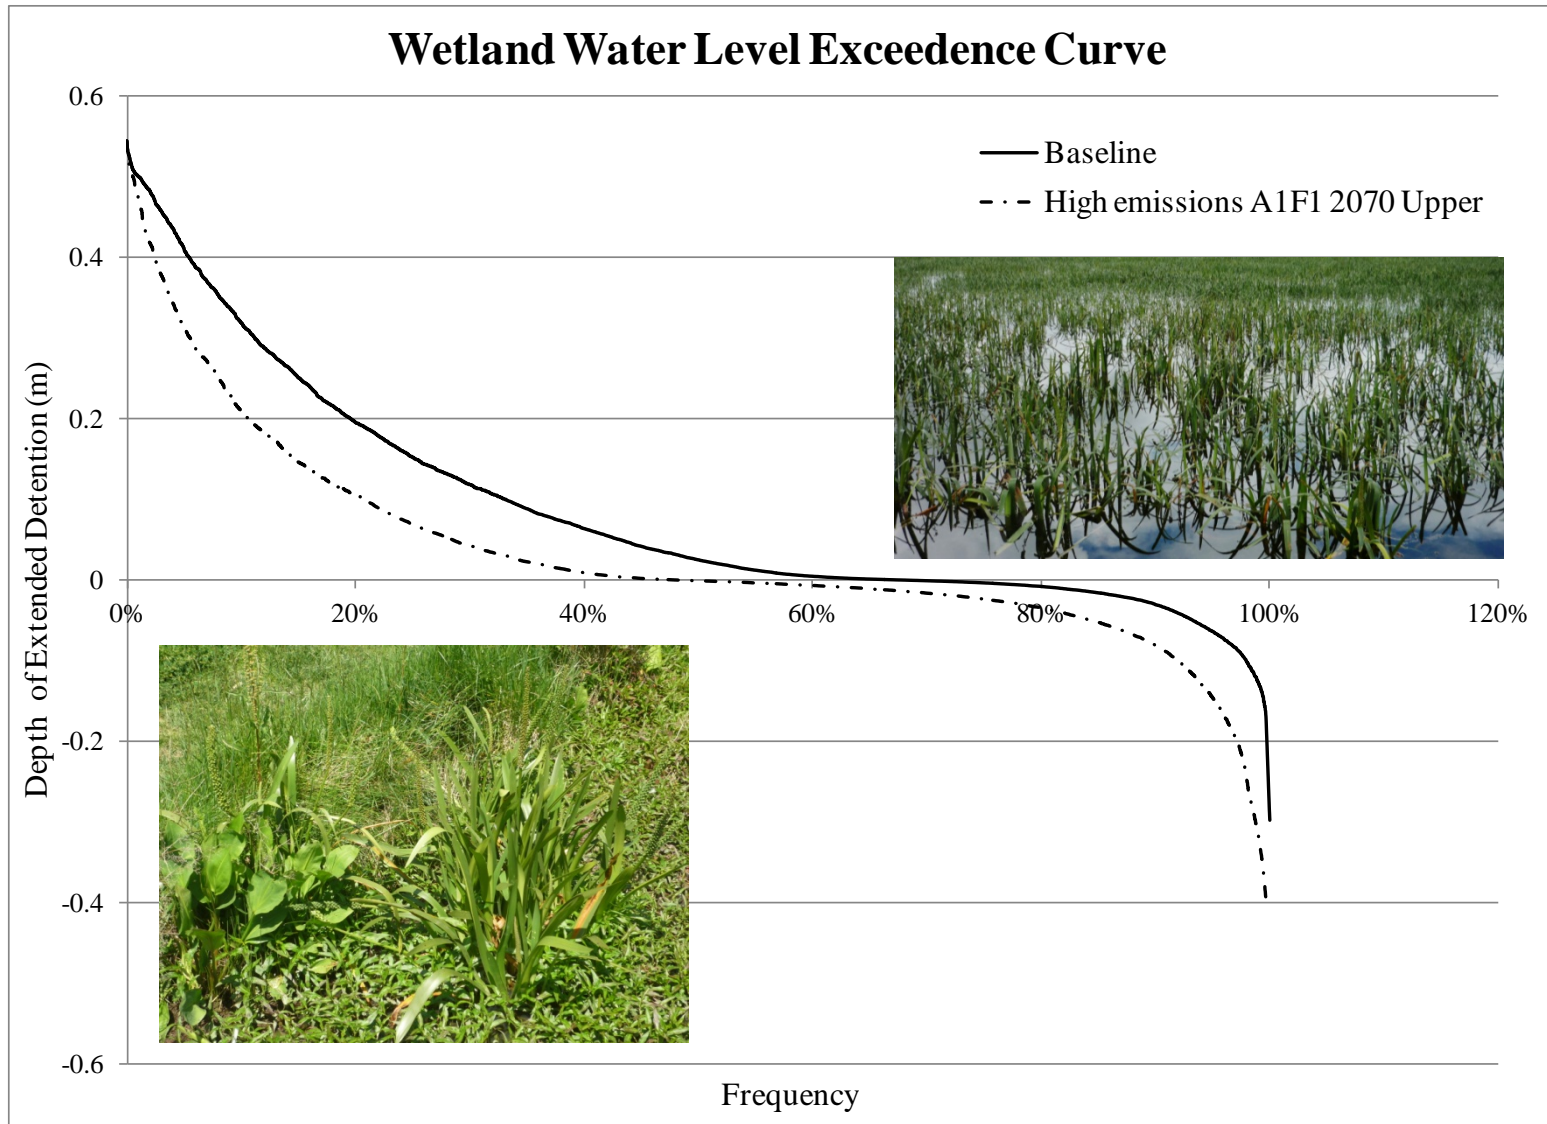 Wetland Water Level Exceedence Curve
Baseline
High emissions A1F1 2070 Upper
Depth of Extended Detention (m)
0.6
0.4
0.2
0
-0.2
-0.4
-0.6
0% 20% 40% 60% 80% 100% 120%
Frequency